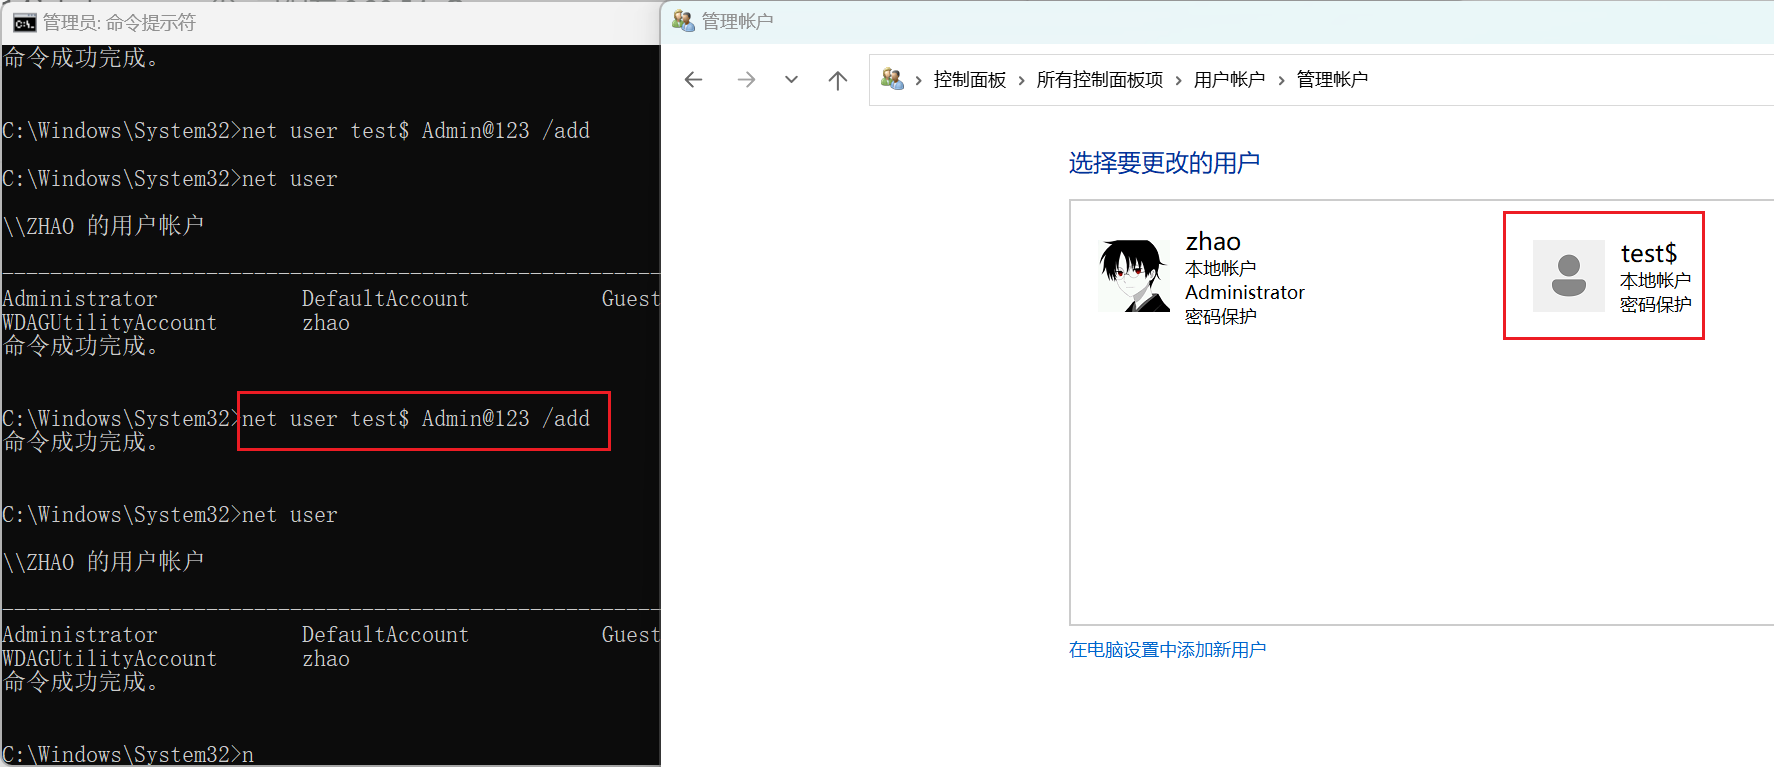 管理员: 命令提示符
命令成功完成。
C:\Windows\System32>net user test$ Admin@123 /add
C:\Windows\System32>net user
\\ZHAO 的用户帐户
-------------------------------------------------------
Administrator            DefaultAccount           Guest
WDAGUtilityAccount       zhao
命令成功完成。
C:\Windows\System32>net user test$ Admin@123 /add
命令成功完成。
C:\Windows\System32>net user
\\ZHAO 的用户帐户
-------------------------------------------------------
Administrator            DefaultAccount           Guest
WDAGUtilityAccount       zhao
命令成功完成。
C:\Windows\System32>n
管理帐户
控制面板 › 所有控制面板项 › 用户帐户 › 管理帐户
选择要更改的用户
zhao
本地帐户
Administrator
密码保护
test$
本地帐户
密码保护
在电脑设置中添加新用户